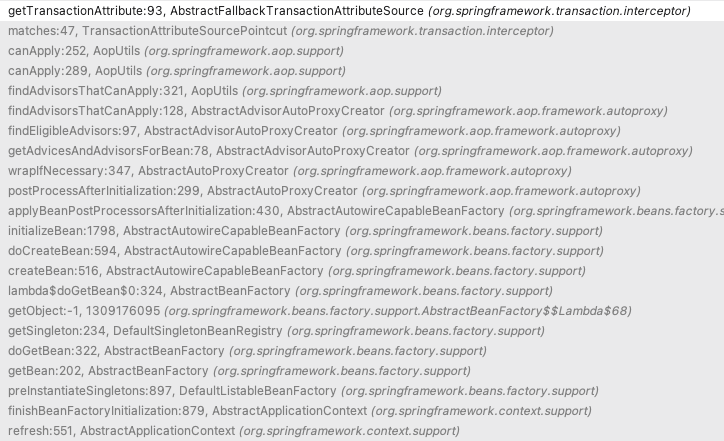 getTransactionAttribute:93, AbstractFallbackTransactionAttributeSource (org.springframework.transaction.interceptor)
matches:47, TransactionAttributeSourcePointcut (org.springframework.transaction.interceptor)
canApply:252, AopUtils (org.springframework.aop.support)
canApply:289, AopUtils (org.springframework.aop.support)
findAdvisorsThatCanApply:321, AopUtils (org.springframework.aop.support)
findAdvisorsThatCanApply:128, AbstractAdvisorAutoProxyCreator (org.springframework.aop.framework.autoproxy)
findEligibleAdvisors:97, AbstractAdvisorAutoProxyCreator (org.springframework.aop.framework.autoproxy)
getAdvicesAndAdvisorsForBean:78, AbstractAdvisorAutoProxyCreator (org.springframework.aop.framework.autoproxy)
wrapIfNecessary:347, AbstractAutoProxyCreator (org.springframework.aop.framework.autoproxy)
postProcessAfterInitialization:299, AbstractAutoProxyCreator (org.springframework.aop.framework.autoproxy)
applyBeanPostProcessorsAfterInitialization:430, AbstractAutowireCapableBeanFactory (org.springframework.beans.factory.s
initializeBean:1798, AbstractAutowireCapableBeanFactory (org.springframework.beans.factory.support)
doCreateBean:594, AbstractAutowireCapableBeanFactory (org.springframework.beans.factory.support)
createBean:516, AbstractAutowireCapableBeanFactory (org.springframework.beans.factory.support)
lambda$doGetBean$0:324, AbstractBeanFactory (org.springframework.beans.factory.support)
getObject:-1, 1309176095 (org.springframework.beans.factory.support.AbstractBeanFactory$$Lambda$68)
getSingleton:234, DefaultSingletonBeanRegistry (org.springframework.beans.factory.support)
doGetBean:322, AbstractBeanFactory (org.springframework.beans.factory.support)
getBean:202, AbstractBeanFactory (org.springframework.beans.factory.support)
preInstantiateSingletons:897, DefaultListableBeanFactory (org.springframework.beans.factory.support)
finishBeanFactoryInitialization:879, AbstractApplicationContext (org.springframework.context.support)
refresh:551, AbstractApplicationContext (org.springframework.context.support)